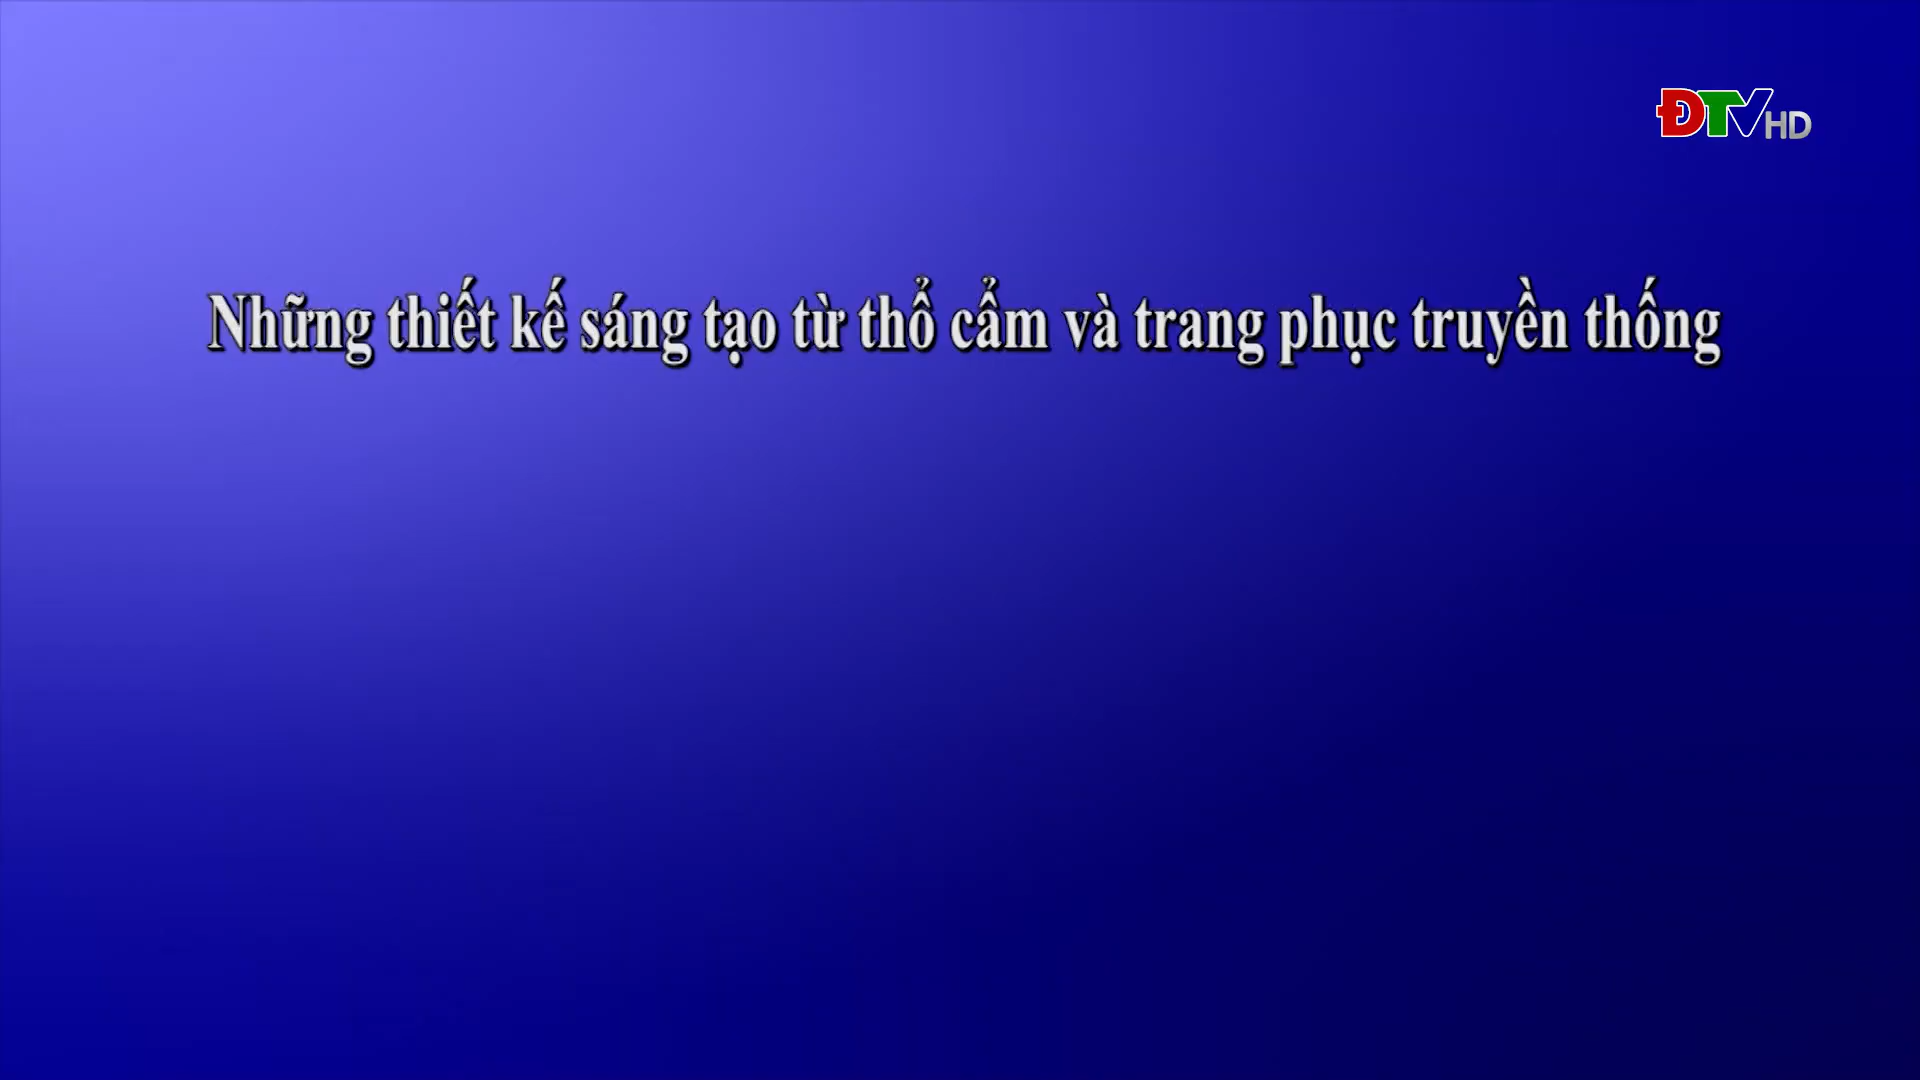 ĐTV HD
Những thiết kế sáng tạo từ thổ cẩm và trang phục truyền thống